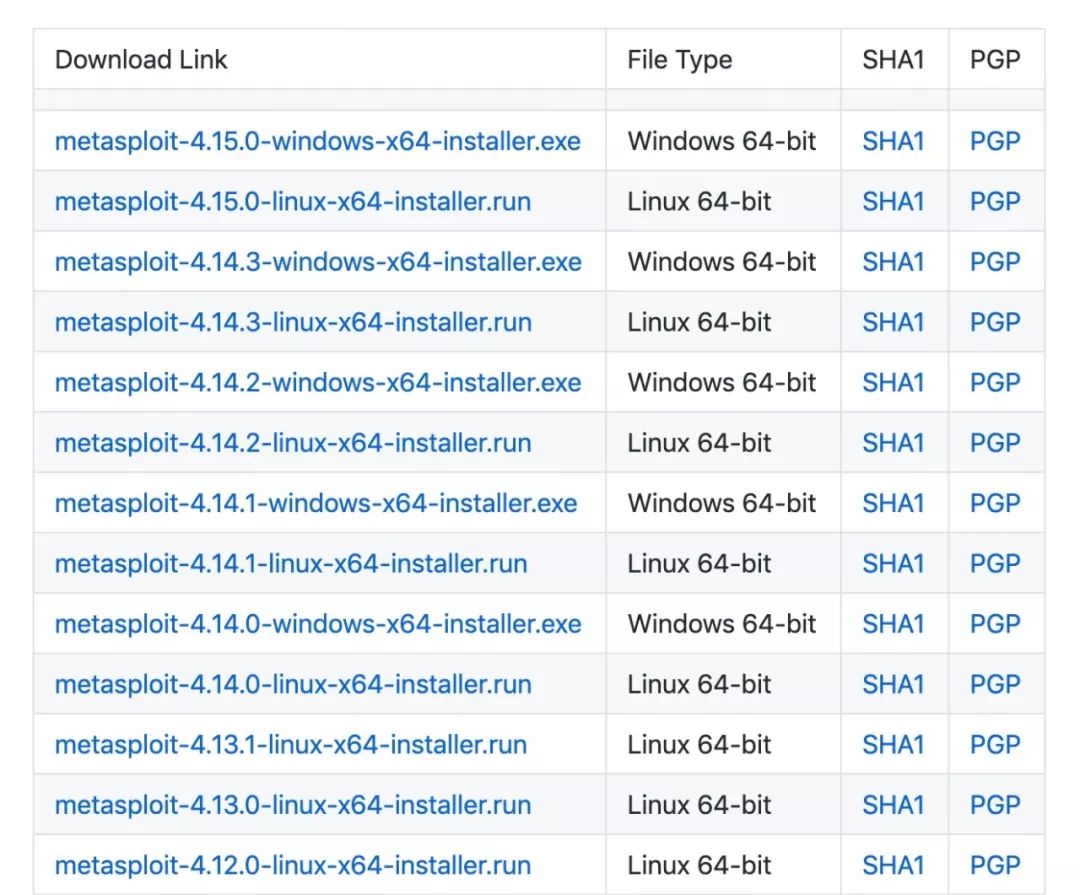 Download Link File Type SHA1 PGP
metasploit-4.15.0-windows-x64-installer.exe Windows 64-bit SHA1 PGP
metasploit-4.15.0-linux-x64-installer.run Linux 64-bit SHA1 PGP
metasploit-4.14.3-windows-x64-installer.exe Windows 64-bit SHA1 PGP
metasploit-4.14.3-linux-x64-installer.run Linux 64-bit SHA1 PGP
metasploit-4.14.2-windows-x64-installer.exe Windows 64-bit SHA1 PGP
metasploit-4.14.2-linux-x64-installer.run Linux 64-bit SHA1 PGP
metasploit-4.14.1-windows-x64-installer.exe Windows 64-bit SHA1 PGP
metasploit-4.14.1-linux-x64-installer.run Linux 64-bit SHA1 PGP
metasploit-4.14.0-windows-x64-installer.exe Windows 64-bit SHA1 PGP
metasploit-4.14.0-linux-x64-installer.run Linux 64-bit SHA1 PGP
metasploit-4.13.1-linux-x64-installer.run Linux 64-bit SHA1 PGP
metasploit-4.13.0-linux-x64-installer.run Linux 64-bit SHA1 PGP
metasploit-4.12.0-linux-x64-installer.run Linux 64-bit SHA1 PGP